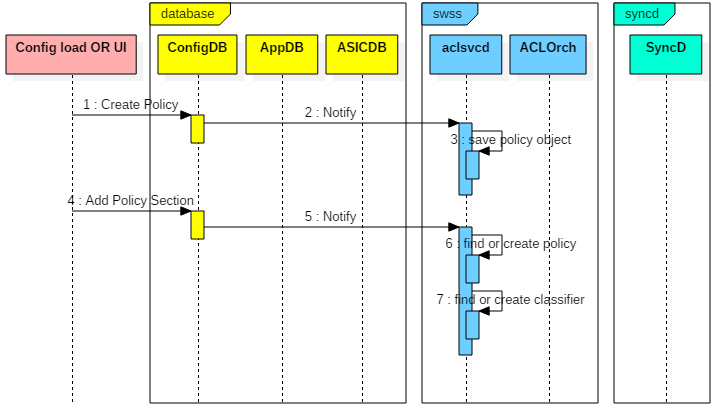 database
swss
syncd
Config load OR UI
ConfigDB
AppDB
ASICDB
aclsvcd
ACLOrch
SyncD
1 : Create Policy
2 : Notify
3 : save policy object
4 : Add Policy Section
5 : Notify
6 : find or create policy
7 : find or create classifier